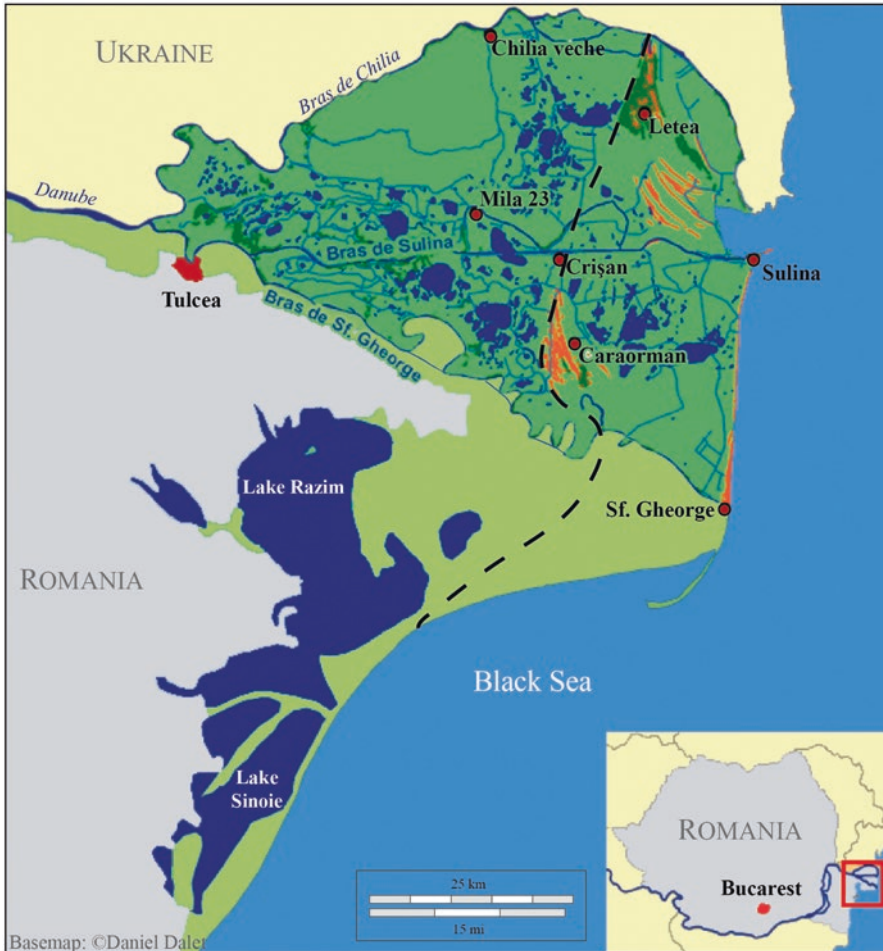 UKRAINE
Bras de Chilia
Chilia veche
Letea
Danube
Mila 23
Bras de Sulina
Crişan
Sulina
Tulcea
Bras de Sf. Gheorge
Caraorman
Lake Razim
Sf. Gheorge
ROMANIA
Black Sea
Lake
Sinoie
ROMANIA
Bucarest
25 km
15 mi
Basemap: ©Daniel Dalet